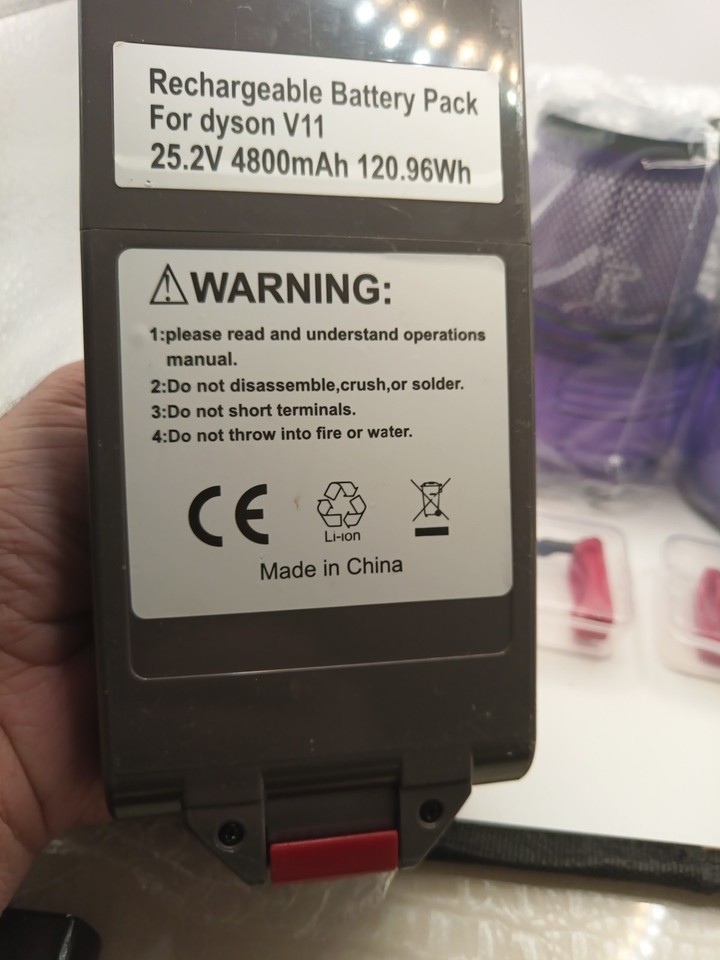 Rechargeable Battery Pack
For dyson V11
25.2V 4800mAh 120.96Wh
WARNING:
1:please read and understand operations
manual.
2:Do not disassemble,crush,or solder.
3:Do not short terminals.
4:Do not throw into fire or water.
CE
Li-ion
Made in China